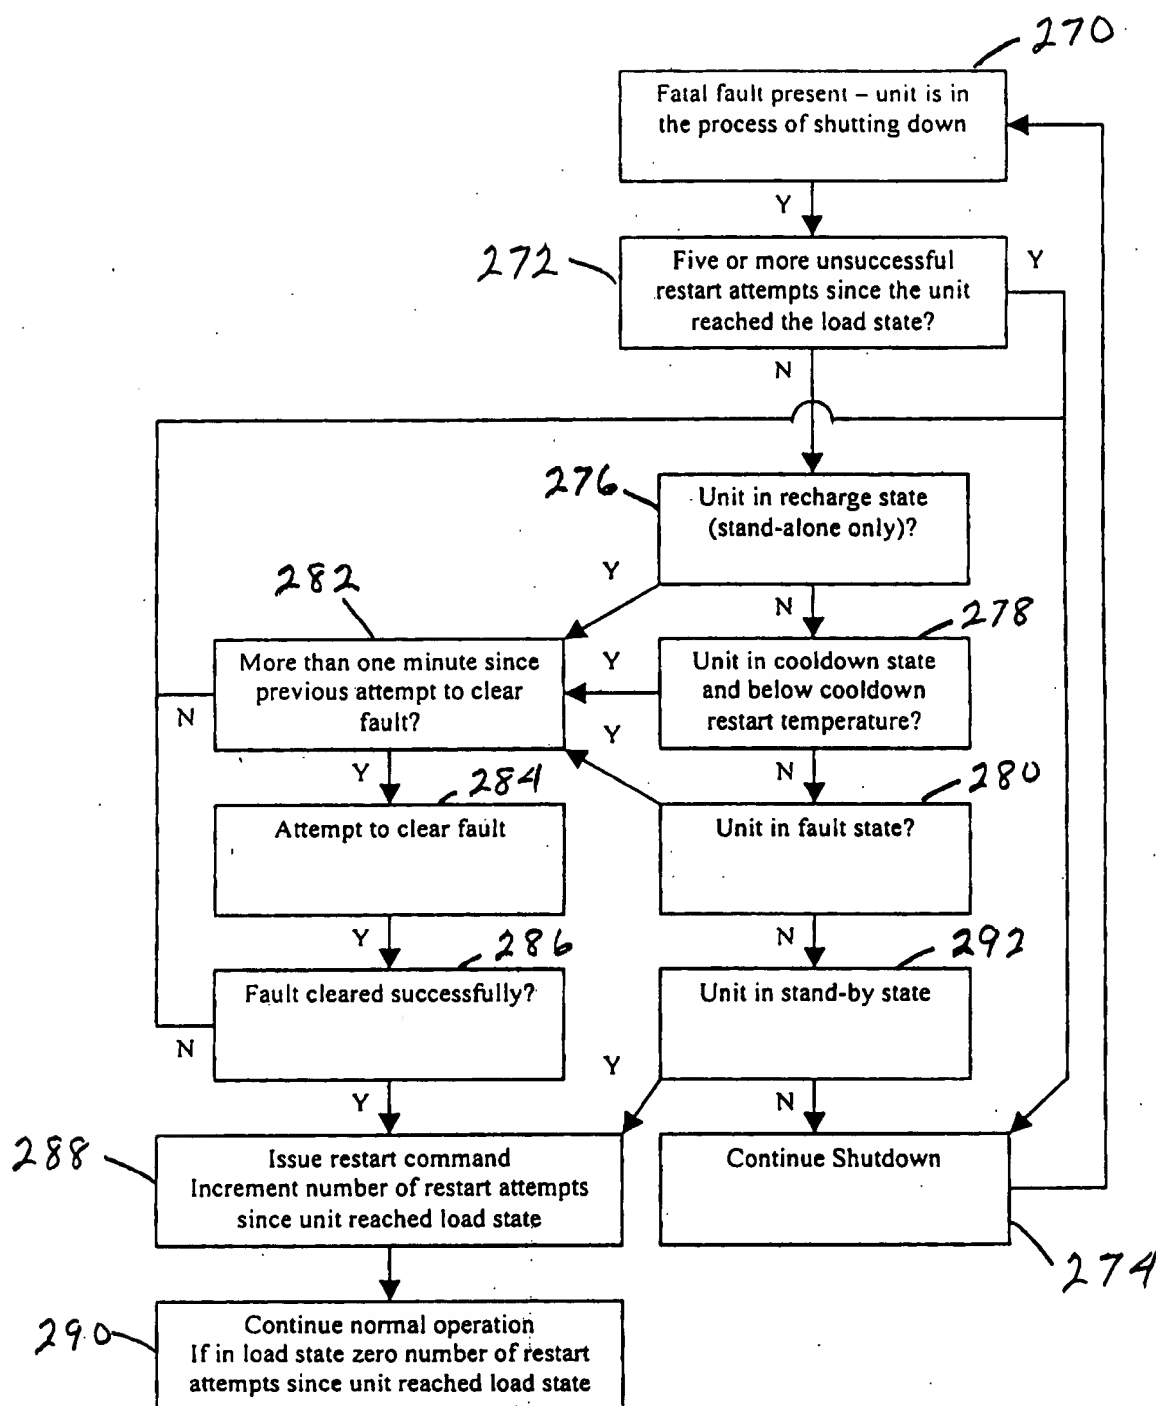 270
Fatal fault present – unit is in
the process of shutting down
Y
272
Five or more unsuccessful
restart attempts since the unit
reached the load state?
Y
N
276
Unit in recharge state
(stand-alone only)?
Y
N
282
278
More than one minute since
previous attempt to clear
fault?
Y
Unit in cooldown state
and below cooldown
restart temperature?
N
Y
Y
N
284
280
Attempt to clear fault
Unit in fault state?
Y
N
286
292
Fault cleared successfully?
Unit in stand-by state
N
Y
Y
N
288
Issue restart command
Increment number of restart attempts
since unit reached load state
Continue Shutdown
274
290
Continue normal operation
If in load state zero number of restart
attempts since unit reached load state